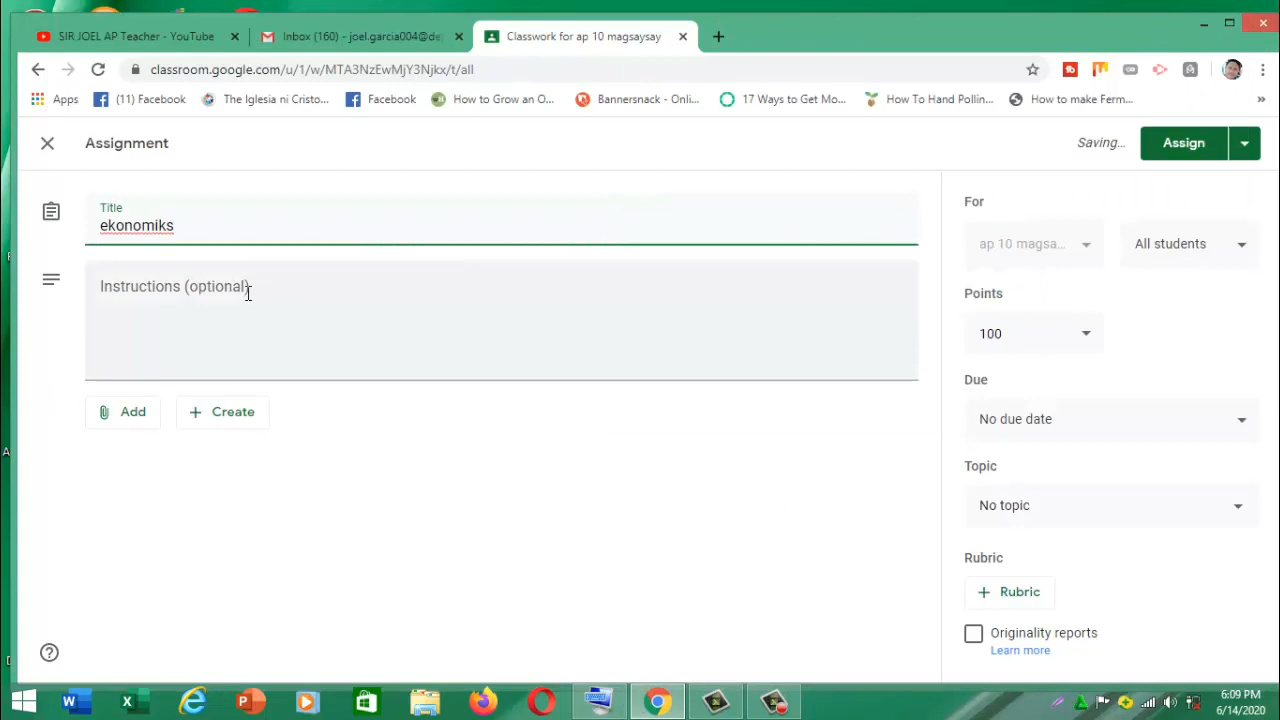 SIR JOEL AP Teacher - YouTube
Inbox (160) - joel.garcia004@de
Classwork for ap 10 magsaysay
classroom.google.com/u/1/w/MTA3NzEwMjY3Njkx/t/all
Apps
(11) Facebook
The Iglesia ni Cristo...
Facebook
How to Grow an O...
Bannersnack - Onli...
17 Ways to Get Mo...
How To Hand Pollin...
How to make Ferm...
»
Assignment
Saving...
Assign
Title
ekonomiks
Instructions (optional)
Add
Create
For
ap 10 magsa...
All students
Points
100
Due
No due date
Topic
No topic
Rubric
Rubric
Originality reports
Learn more
6:09 PM
6/14/2020